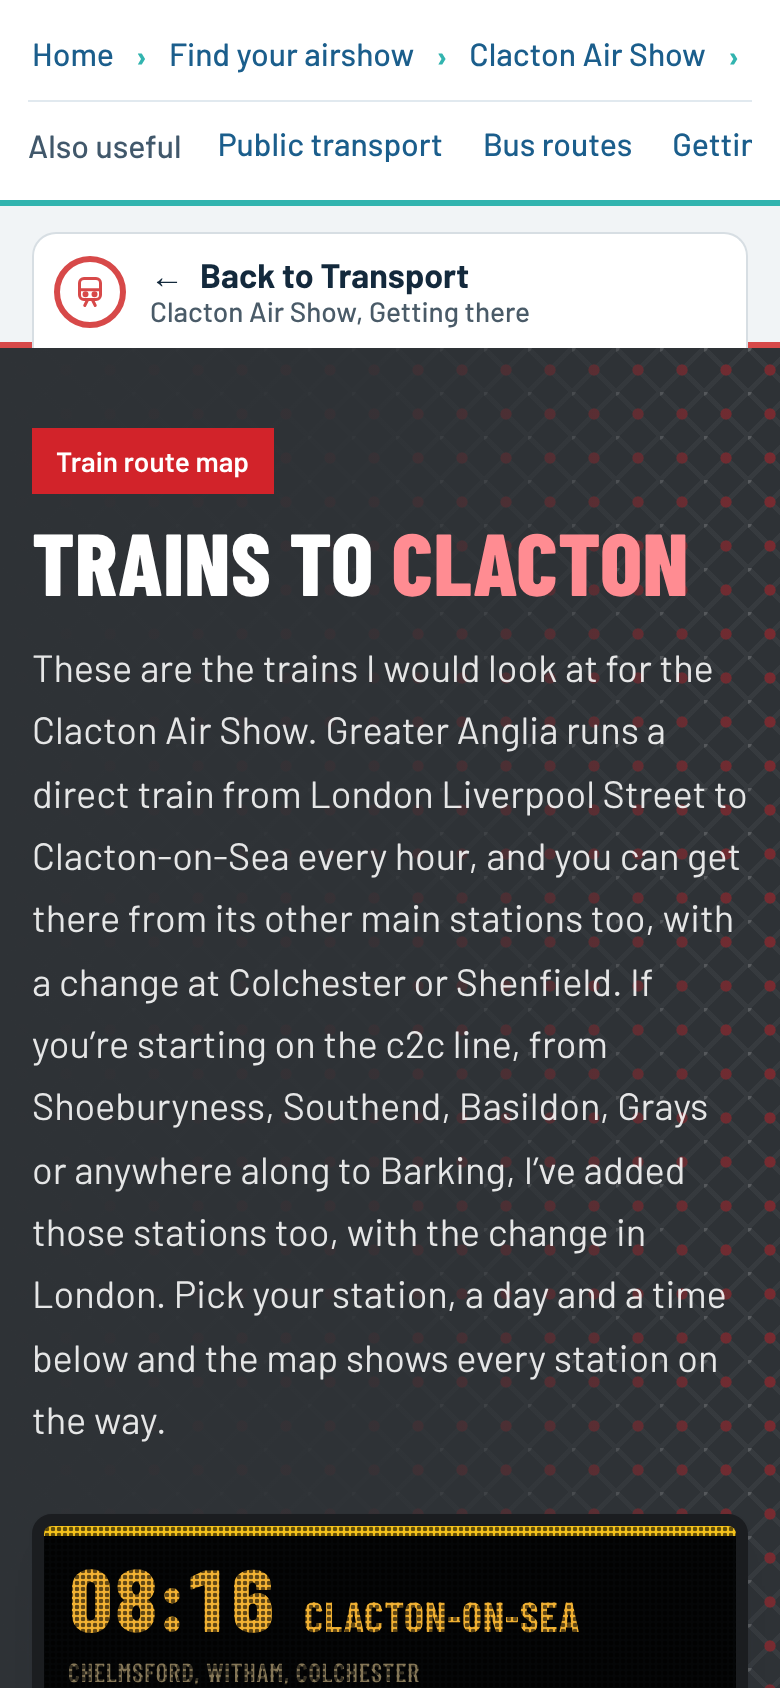 Home › Find your airshow › Clacton Air Show ›
Also useful Public transport Bus routes Gettin
← Back to Transport
Clacton Air Show, Getting there
Train route map
TRAINS TO CLACTON
These are the trains I would look at for the
Clacton Air Show. Greater Anglia runs a
direct train from London Liverpool Street to
Clacton-on-Sea every hour, and you can get
there from its other main stations too, with
a change at Colchester or Shenfield. If
you’re starting on the c2c line, from
Shoeburyness, Southend, Basildon, Grays
or anywhere along to Barking, I’ve added
those stations too, with the change in
London. Pick your station, a day and a time
below and the map shows every station on
the way.
08:16 CLACTON-ON-SEA
CHELMSFORD, WITHAM, COLCHESTER